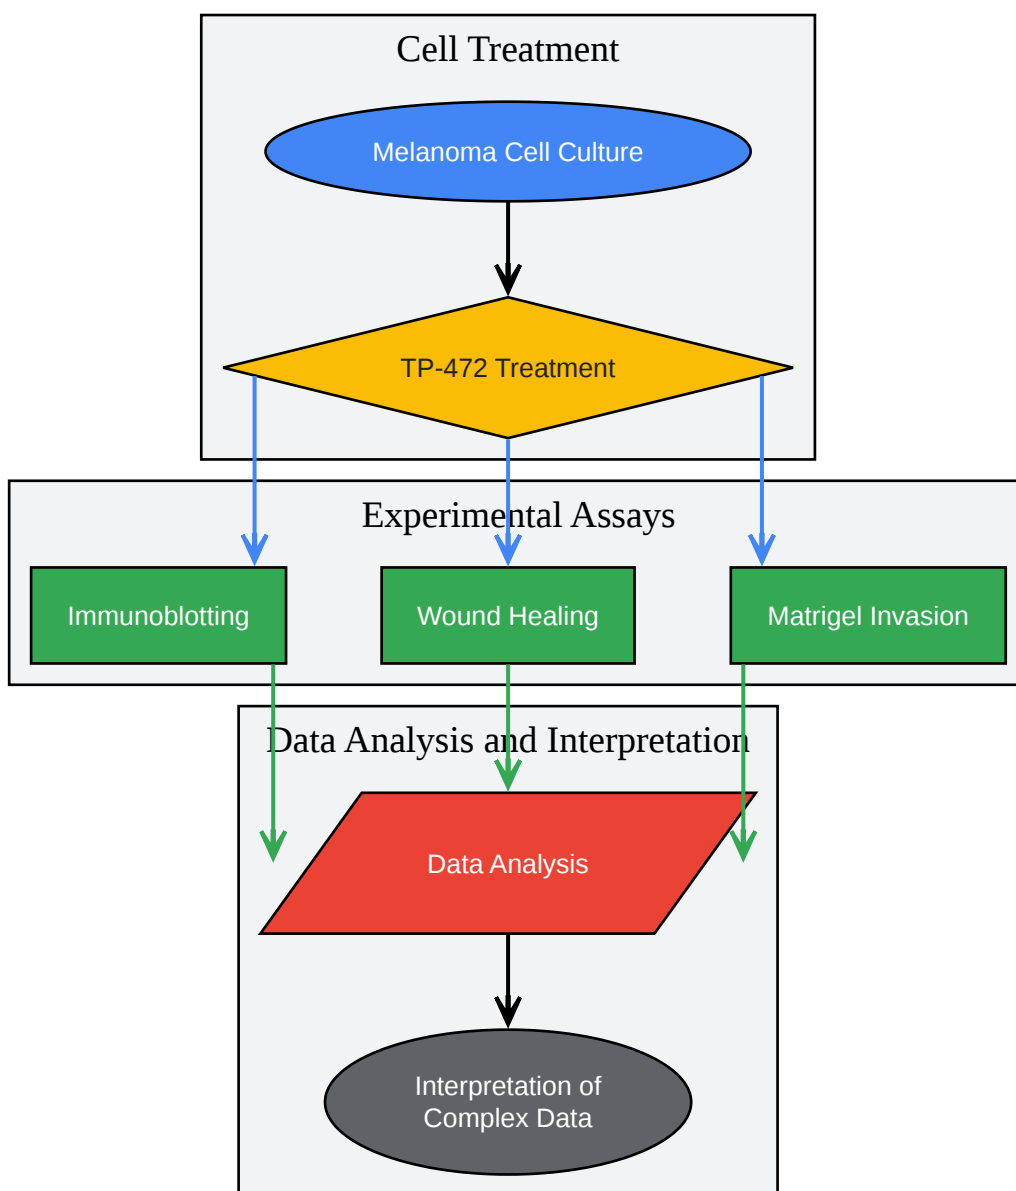 Cell Treatment
Melanoma Cell Culture
TP-472 Treatment
Experimental Assays
Immunoblotting
Wound Healing
Matrigel Invasion
Data Analysis and Interpretation
Data Analysis
Interpretation of
Complex Data